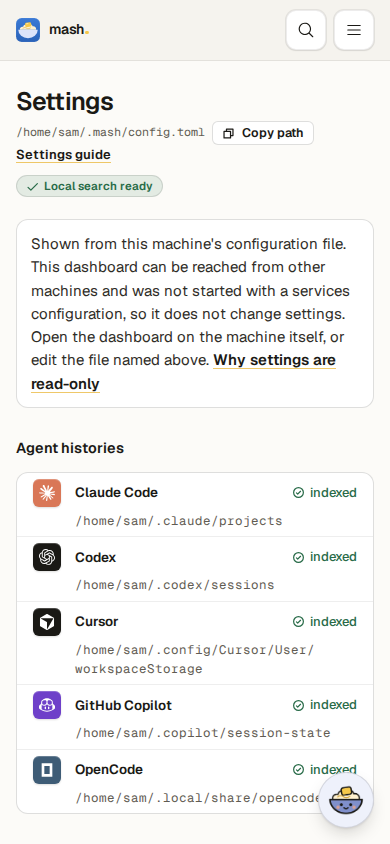 mash.
Settings
/home/sam/.mash/config.toml Copy path
Settings guide
Local search ready
Shown from this machine's configuration file.
This dashboard can be reached from other
machines and was not started with a services
configuration, so it does not change settings.
Open the dashboard on the machine itself, or
edit the file named above. Why settings are
read-only
Agent histories
Claude Code indexed
/home/sam/.claude/projects
Codex indexed
/home/sam/.codex/sessions
Cursor indexed
/home/sam/.config/Cursor/User/
workspaceStorage
GitHub Copilot indexed
/home/sam/.copilot/session-state
OpenCode indexed
/home/sam/.local/share/opencode